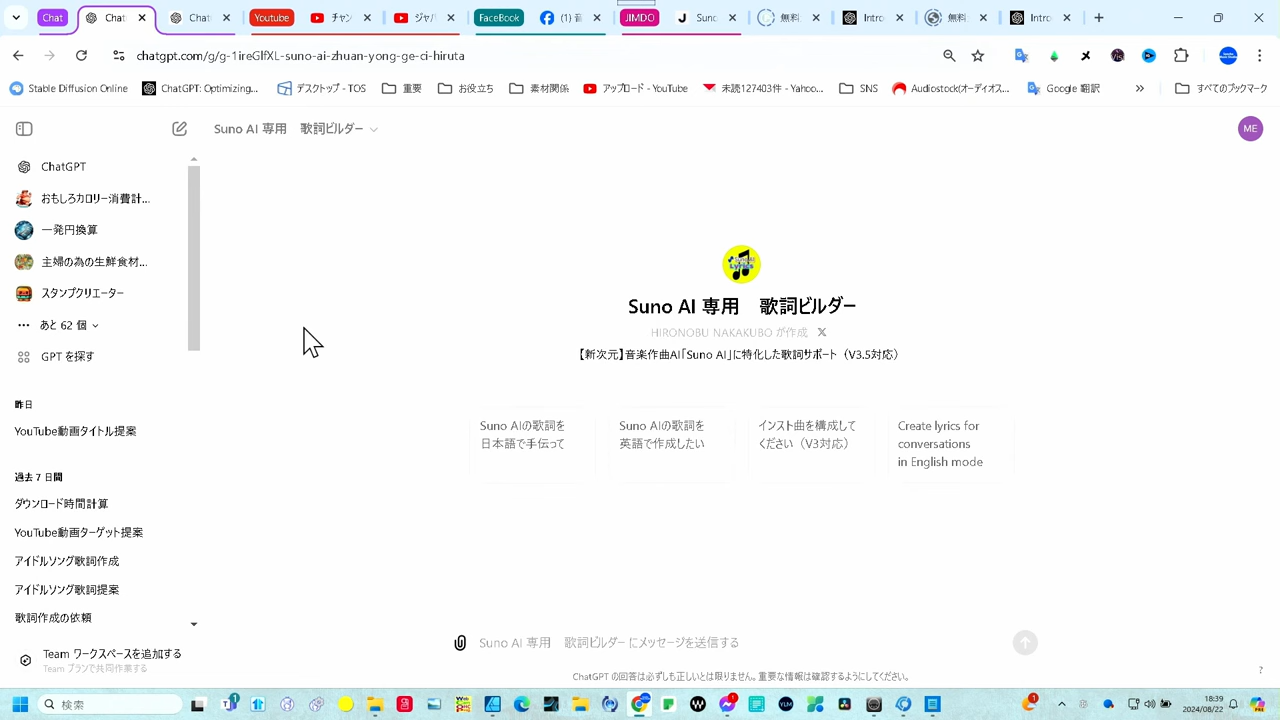 Chat
Chat
Chat
Youtube
チャン
ジャパ
FaceBook
(1) 音
JIMDO
Suno
無料
Intro
無料
Intro
chatgpt.com/g/g-1ireGlfXL-suno-ai-zhuan-yong-ge-ci-hiruta
Stable Diffusion Online
ChatGPT: Optimizing...
デスクトップ - TOS
重要
お役立ち
素材関係
アップロード - YouTube
未読127403件 - Yahoo...
SNS
Audiostock(オーディオス...
Google 翻訳
»
すべてのブックマーク
Suno AI 専用　歌詞ビルダー
ME
ChatGPT
おもしろカロリー消費計...
一発円換算
主婦の為の生鮮食材...
スタンプクリエーター
あと 62 個
GPT を探す
昨日
YouTube動画タイトル提案
過去 7 日間
ダウンロード時間計算
YouTube動画ターゲット提案
アイドルソング歌詞作成
アイドルソング歌詞提案
歌詞作成の依頼
Team ワークスペースを追加する
Team プランで共同作業する
Suno AI 専用　歌詞ビルダー
HIRONOBU NAKAKUBO が作成
【新次元】音楽作曲AI「Suno AI」に特化した歌詞サポート（V3.5対応）
Suno AIの歌詞を
日本語で手伝って
Suno AIの歌詞を
英語で作成したい
インスト曲を構成して
ください（V3対応）
Create lyrics for
conversations
in English mode
Suno AI 専用　歌詞ビルダー にメッセージを送信する
ChatGPT の回答は必ずしも正しいとは限りません。重要な情報は確認するようにしてください。
?
検索
18:39
2024/08/22